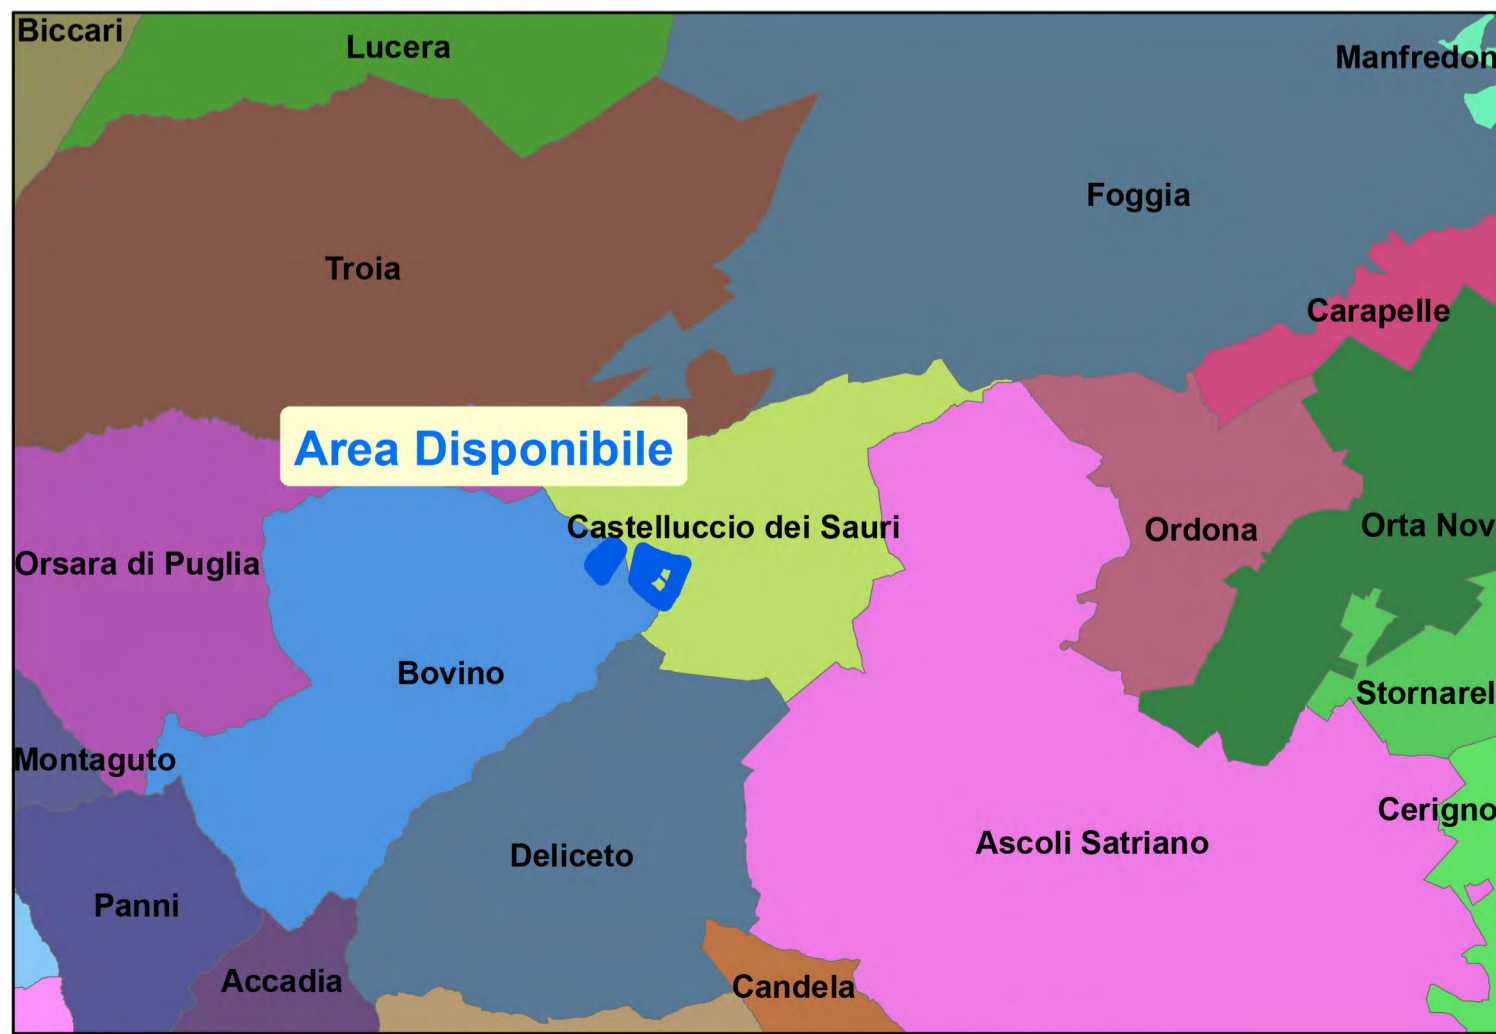 Biccari
Lucera
Manfredon
Foggia
Troia
Carapelle
Area Disponibile
Castelluccio dei Sauri
Ordona
Orta Nov
Orsara di Puglia
Bovino
Stornarel
Montaguto
Cerigno
Ascoli Satriano
Deliceto
Panni
Accadia
Candela